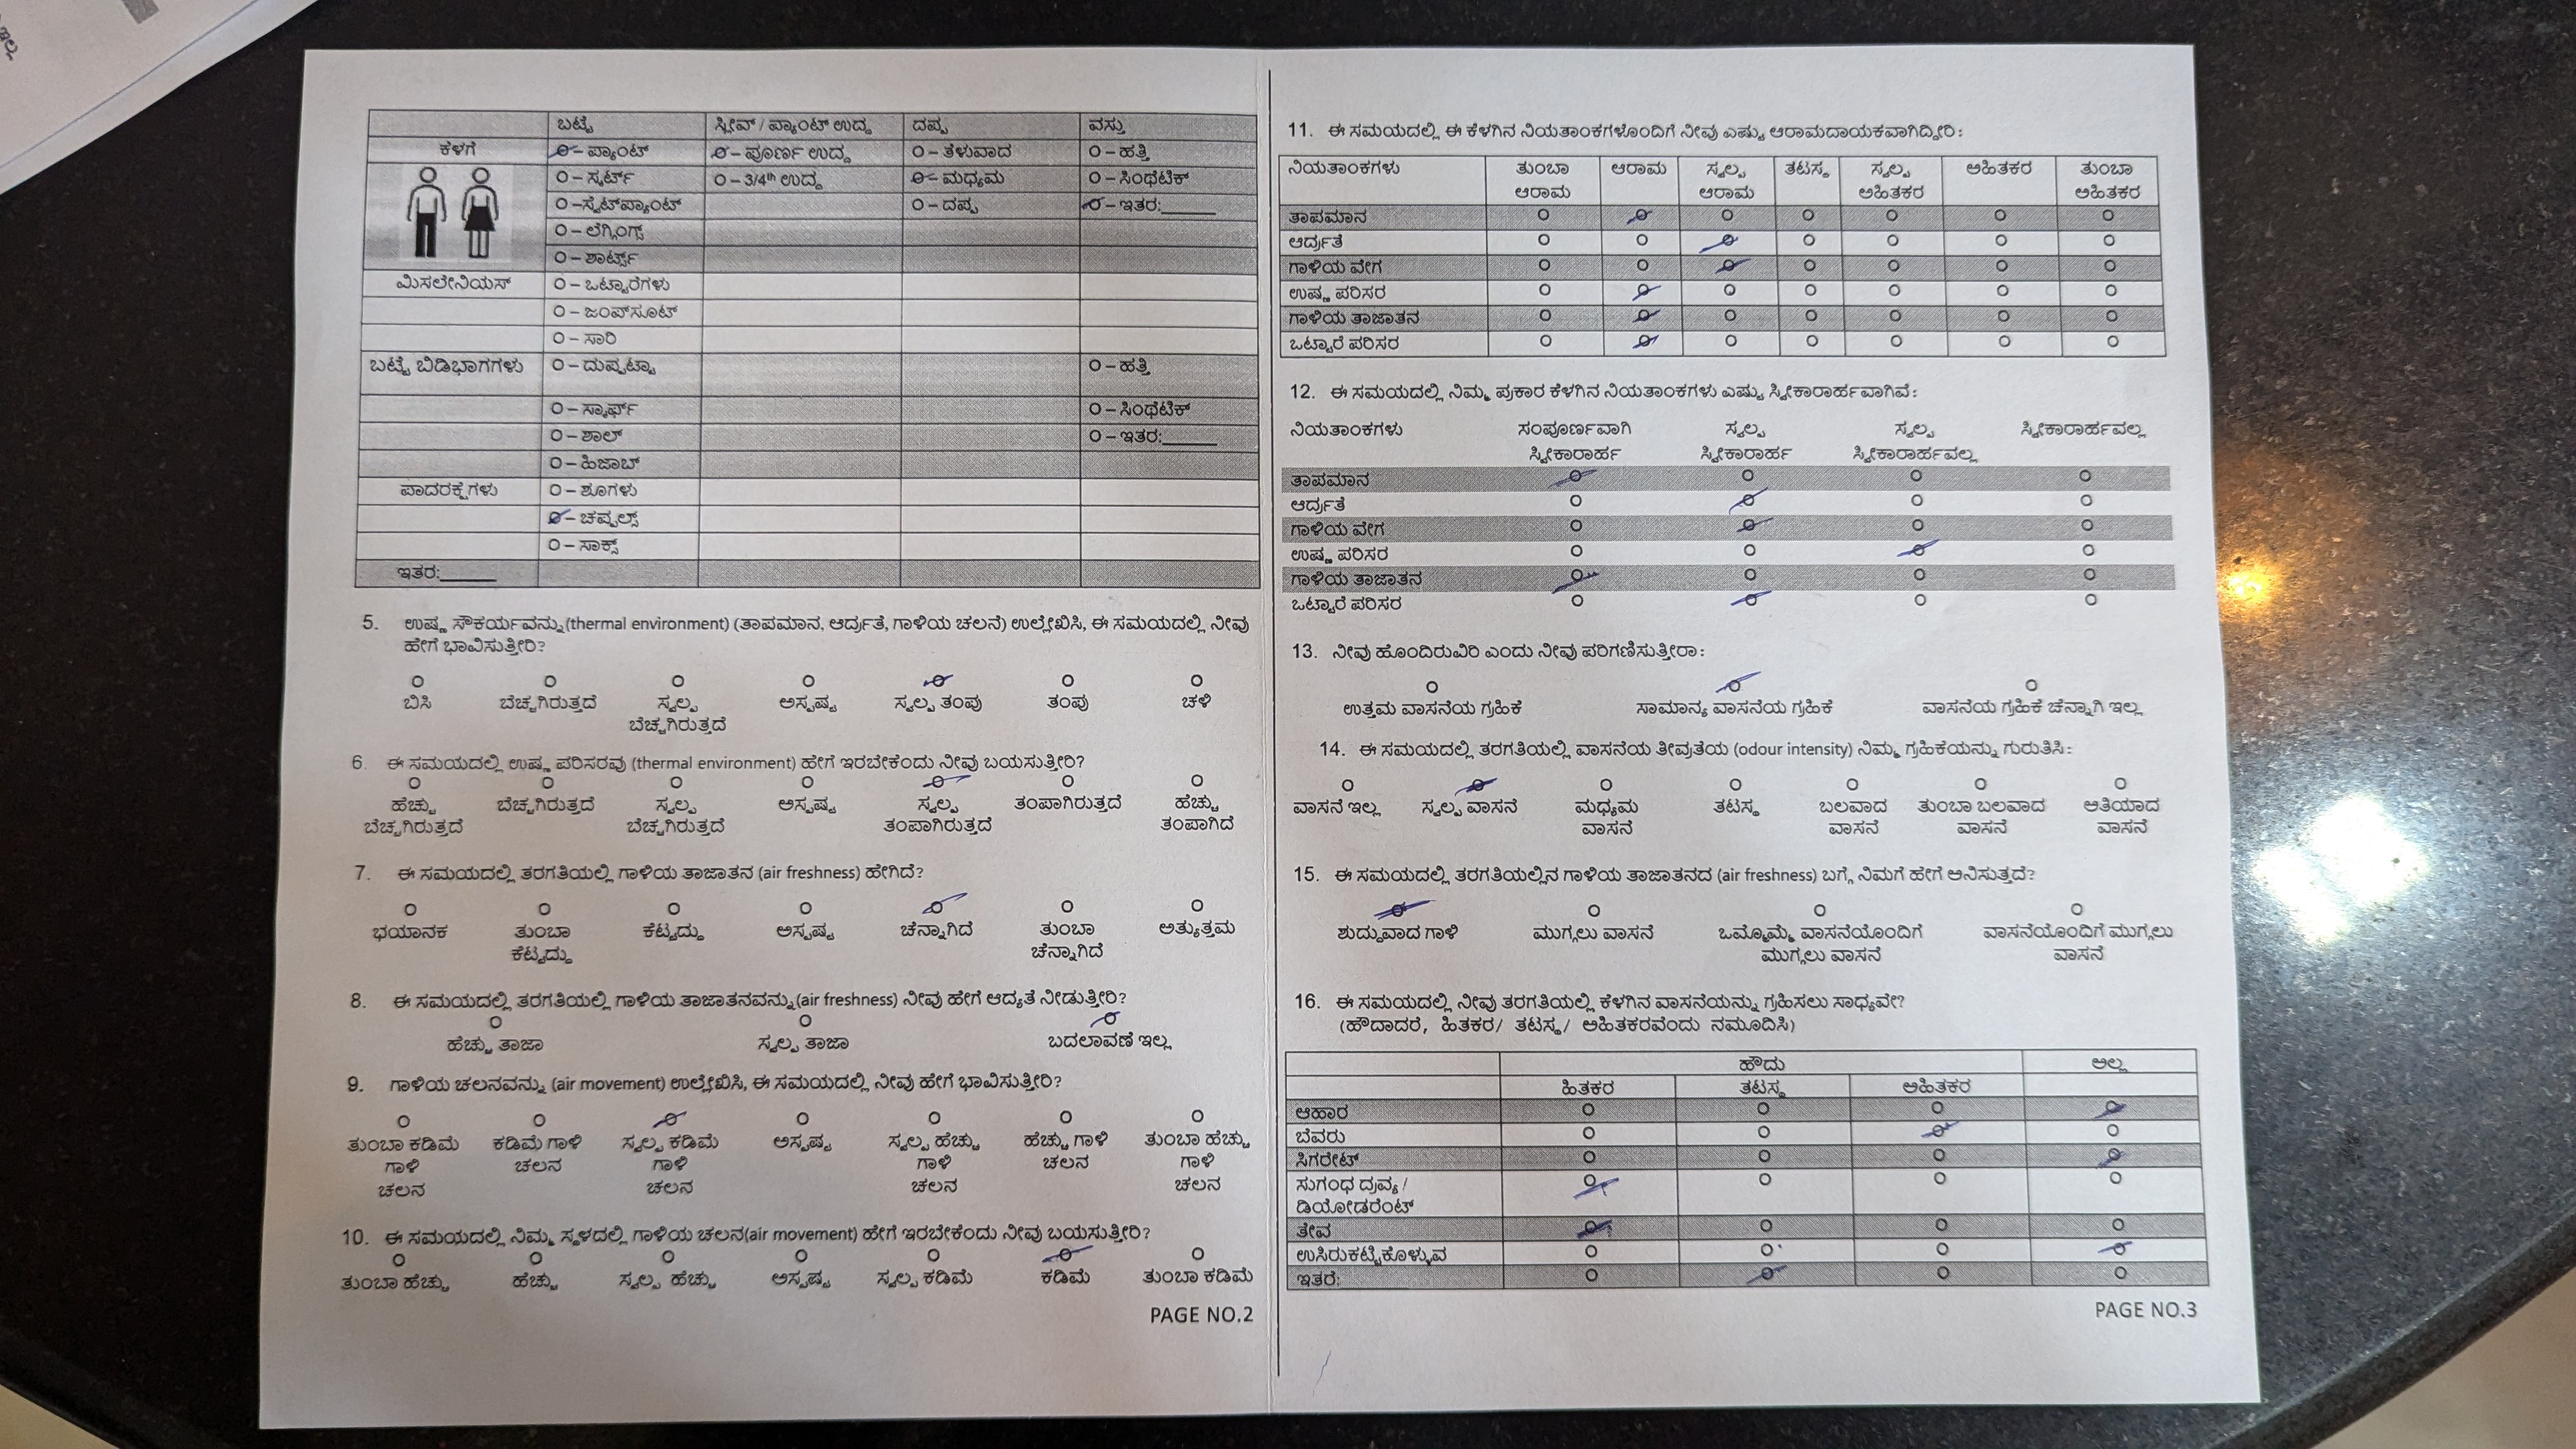 ಬಟ್ಟೆ ಸ್ಲೀವ್ / ಪ್ಯಾಂಟ್ ಉದ್ದ ದಪ್ಪ ವಸ್ತು
ಕೆಳಗೆ O – ಪ್ಯಾಂಟ್ O – ಪೂರ್ಣ ಉದ್ದ O – ತೆಳುವಾದ O – ಹತ್ತಿ
O – ಸ್ಕರ್ಟ್ O – 3/4th ಉದ್ದ O – ಮಧ್ಯಮ O – ಸಿಂಥೆಟಿಕ್
O –ಸ್ವೆಟ್‌ಪ್ಯಾಂಟ್ O – ದಪ್ಪ O – ಇತರ:______
O – ಲೆಗ್ಗಿಂಗ್ಸ್
O – ಶಾರ್ಟ್ಸ್
ಮಿಸಲೇನಿಯಸ್ O – ಒಟ್ಟಾರೆಗಳು
O – ಜಂಪ್‌ಸೂಟ್
O – ಸಾರಿ
ಬಟ್ಟೆ ಬಿಡಿಭಾಗಗಳು O – ದುಪ್ಪಟ್ಟಾ O – ಹತ್ತಿ
O – ಸ್ಕಾರ್ಫ್ O – ಸಿಂಥೆಟಿಕ್
O – ಶಾಲ್ O – ಇತರ:______
O – ಹಿಜಾಬ್
ಪಾದರಕ್ಷೆಗಳು O – ಶೂಗಳು
O – ಚಪ್ಪಲ್ಸ್
O – ಸಾಕ್ಸ್
ಇತರ:______
5. ಉಷ್ಣ ಸೌಕರ್ಯವನ್ನು (thermal environment) (ತಾಪಮಾನ, ಆರ್ದ್ರತೆ, ಗಾಳಿಯ ಚಲನೆ) ಉಲ್ಲೇಖಿಸಿ, ಈ ಸಮಯದಲ್ಲಿ ನೀವು
ಹೇಗೆ ಭಾವಿಸುತ್ತೀರಿ?
ಬಿಸಿ ಬೆಚ್ಚಗಿರುತ್ತದೆ ಸ್ವಲ್ಪ ಅಸ್ಪಷ್ಟ ಸ್ವಲ್ಪ ತಂಪು ತಂಪು ಚಳಿ
ಬೆಚ್ಚಗಿರುತ್ತದೆ
6. ಈ ಸಮಯದಲ್ಲಿ ಉಷ್ಣ ಪರಿಸರವು (thermal environment) ಹೇಗೆ ಇರಬೇಕೆಂದು ನೀವು ಬಯಸುತ್ತೀರಿ?
ಹೆಚ್ಚು ಬೆಚ್ಚಗಿರುತ್ತದೆ ಸ್ವಲ್ಪ ಅಸ್ಪಷ್ಟ ಸ್ವಲ್ಪ ತಂಪಾಗಿರುತ್ತದೆ ಹೆಚ್ಚು
ಬೆಚ್ಚಗಿರುತ್ತದೆ ಬೆಚ್ಚಗಿರುತ್ತದೆ ತಂಪಾಗಿರುತ್ತದೆ ತಂಪಾಗಿದೆ
7. ಈ ಸಮಯದಲ್ಲಿ ತರಗತಿಯಲ್ಲಿ ಗಾಳಿಯ ತಾಜಾತನ (air freshness) ಹೇಗಿದೆ?
ಭಯಾನಕ ತುಂಬಾ ಕೆಟ್ಟದ್ದು ಅಸ್ಪಷ್ಟ ಚೆನ್ನಾಗಿದೆ ತುಂಬಾ ಅತ್ಯುತ್ತಮ
ಕೆಟ್ಟದ್ದು ಚೆನ್ನಾಗಿದೆ
8. ಈ ಸಮಯದಲ್ಲಿ ತರಗತಿಯಲ್ಲಿ ಗಾಳಿಯ ತಾಜಾತನವನ್ನು (air freshness) ನೀವು ಹೇಗೆ ಆದ್ಯತೆ ನೀಡುತ್ತೀರಿ?
ಹೆಚ್ಚು ತಾಜಾ ಸ್ವಲ್ಪ ತಾಜಾ ಬದಲಾವಣೆ ಇಲ್ಲ
9. ಗಾಳಿಯ ಚಲನವನ್ನು (air movement) ಉಲ್ಲೇಖಿಸಿ, ಈ ಸಮಯದಲ್ಲಿ ನೀವು ಹೇಗೆ ಭಾವಿಸುತ್ತೀರಿ?
ತುಂಬಾ ಕಡಿಮೆ ಕಡಿಮೆ ಗಾಳಿ ಸ್ವಲ್ಪ ಕಡಿಮೆ ಅಸ್ಪಷ್ಟ ಸ್ವಲ್ಪ ಹೆಚ್ಚು ಹೆಚ್ಚು ಗಾಳಿ ತುಂಬಾ ಹೆಚ್ಚು
ಗಾಳಿ ಚಲನ ಗಾಳಿ ಗಾಳಿ ಚಲನ ಗಾಳಿ
ಚಲನ ಚಲನ ಚಲನ ಚಲನ
10. ಈ ಸಮಯದಲ್ಲಿ ನಿಮ್ಮ ಸ್ಥಳದಲ್ಲಿ ಗಾಳಿಯ ಚಲನ(air movement) ಹೇಗೆ ಇರಬೇಕೆಂದು ನೀವು ಬಯಸುತ್ತೀರಿ?
ತುಂಬಾ ಹೆಚ್ಚು ಹೆಚ್ಚು ಸ್ವಲ್ಪ ಹೆಚ್ಚು ಅಸ್ಪಷ್ಟ ಸ್ವಲ್ಪ ಕಡಿಮೆ ಕಡಿಮೆ ತುಂಬಾ ಕಡಿಮೆ
PAGE NO.2
11. ಈ ಸಮಯದಲ್ಲಿ ಈ ಕೆಳಗಿನ ನಿಯತಾಂಕಗಳೊಂದಿಗೆ ನೀವು ಎಷ್ಟು ಆರಾಮದಾಯಕವಾಗಿದ್ದೀರಿ:
ನಿಯತಾಂಕಗಳು ತುಂಬಾ ಆರಾಮ ಸ್ವಲ್ಪ ತಟಸ್ಥ ಸ್ವಲ್ಪ ಅಹಿತಕರ ತುಂಬಾ
ಆರಾಮ ಆರಾಮ ಅಹಿತಕರ ಅಹಿತಕರ
ತಾಪಮಾನ
ಆರ್ದ್ರತೆ
ಗಾಳಿಯ ವೇಗ
ಉಷ್ಣ ಪರಿಸರ
ಗಾಳಿಯ ತಾಜಾತನ
ಒಟ್ಟಾರೆ ಪರಿಸರ
12. ಈ ಸಮಯದಲ್ಲಿ ನಿಮ್ಮ ಪ್ರಕಾರ ಕೆಳಗಿನ ನಿಯತಾಂಕಗಳು ಎಷ್ಟು ಸ್ವೀಕಾರಾರ್ಹವಾಗಿವೆ:
ನಿಯತಾಂಕಗಳು ಸಂಪೂರ್ಣವಾಗಿ ಸ್ವಲ್ಪ ಸ್ವಲ್ಪ ಸ್ವೀಕಾರಾರ್ಹವಲ್ಲ
ಸ್ವೀಕಾರಾರ್ಹ ಸ್ವೀಕಾರಾರ್ಹ ಸ್ವೀಕಾರಾರ್ಹವಲ್ಲ
ತಾಪಮಾನ
ಆರ್ದ್ರತೆ
ಗಾಳಿಯ ವೇಗ
ಉಷ್ಣ ಪರಿಸರ
ಗಾಳಿಯ ತಾಜಾತನ
ಒಟ್ಟಾರೆ ಪರಿಸರ
13. ನೀವು ಹೊಂದಿರುವಿರಿ ಎಂದು ನೀವು ಪರಿಗಣಿಸುತ್ತೀರಾ:
ಉತ್ತಮ ವಾಸನೆಯ ಗ್ರಹಿಕೆ ಸಾಮಾನ್ಯ ವಾಸನೆಯ ಗ್ರಹಿಕೆ ವಾಸನೆಯ ಗ್ರಹಿಕೆ ಚೆನ್ನಾಗಿ ಇಲ್ಲ
14. ಈ ಸಮಯದಲ್ಲಿ ತರಗತಿಯಲ್ಲಿ ವಾಸನೆಯ ತೀವ್ರತೆಯ (odour intensity) ನಿಮ್ಮ ಗ್ರಹಿಕೆಯನ್ನು ಗುರುತಿಸಿ:
ವಾಸನೆ ಇಲ್ಲ ಸ್ವಲ್ಪ ವಾಸನೆ ಮಧ್ಯಮ ತಟಸ್ಥ ಬಲವಾದ ತುಂಬಾ ಬಲವಾದ ಅತಿಯಾದ
ವಾಸನೆ ವಾಸನೆ ವಾಸನೆ ವಾಸನೆ
15. ಈ ಸಮಯದಲ್ಲಿ ತರಗತಿಯಲ್ಲಿನ ಗಾಳಿಯ ತಾಜಾತನದ (air freshness) ಬಗ್ಗೆ ನಿಮಗೆ ಹೇಗೆ ಅನಿಸುತ್ತದೆ?
ಶುದ್ದುವಾದ ಗಾಳಿ ಮುಗ್ಗಲು ವಾಸನೆ ಒಮ್ಮೊಮ್ಮೆ ವಾಸನೆಯೊಂದಿಗೆ ವಾಸನೆಯೊಂದಿಗೆ ಮುಗ್ಗಲು
ಮುಗ್ಗಲು ವಾಸನೆ ವಾಸನೆ
16. ಈ ಸಮಯದಲ್ಲಿ ನೀವು ತರಗತಿಯಲ್ಲಿ ಕೆಳಗಿನ ವಾಸನೆಯನ್ನು ಗ್ರಹಿಸಲು ಸಾಧ್ಯವೇ?
(ಹೌದಾದರೆ, ಹಿತಕರ/ ತಟಸ್ಥ/ ಅಹಿತಕರವೆಂದು ನಮೂದಿಸಿ)
ಹೌದು ಅಲ್ಲ
ಹಿತಕರ ತಟಸ್ಥ ಅಹಿತಕರ
ಆಹಾರ
ಬೆವರು
ಸಿಗರೇಟ್
ಸುಗಂಧ ದ್ರವ್ಯ /
ಡಿಯೋಡರೆಂಟ್
ತೇವ
ಉಸಿರುಕಟ್ಟಿಕೊಳ್ಳುವ
ಇತರೆ:
PAGE NO.3